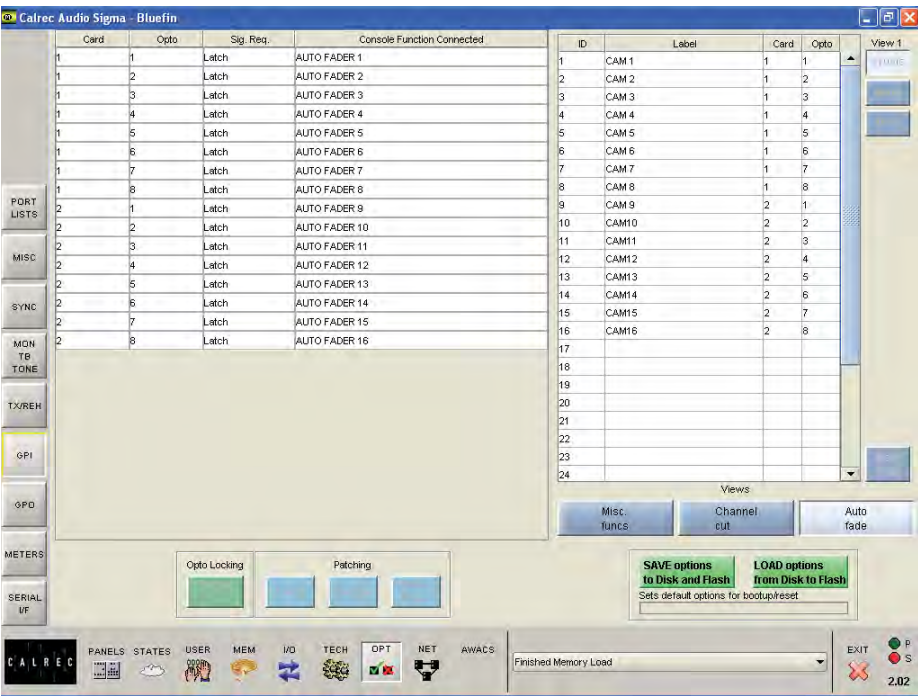 Calrec Audio Sigma - Bluefin
Card Opto Sig. Req. Console Function Connected
1 1 Latch AUTO FADER 1
1 2 Latch AUTO FADER 2
1 3 Latch AUTO FADER 3
1 4 Latch AUTO FADER 4
1 5 Latch AUTO FADER 5
1 6 Latch AUTO FADER 6
1 7 Latch AUTO FADER 7
1 8 Latch AUTO FADER 8
2 1 Latch AUTO FADER 9
2 2 Latch AUTO FADER 10
2 3 Latch AUTO FADER 11
2 4 Latch AUTO FADER 12
2 5 Latch AUTO FADER 13
2 6 Latch AUTO FADER 14
2 7 Latch AUTO FADER 15
2 8 Latch AUTO FADER 16
ID Label Card Opto
1 CAM 1 1 1
2 CAM 2 1 2
3 CAM 3 1 3
4 CAM 4 1 4
5 CAM 5 1 5
6 CAM 6 1 6
7 CAM 7 1 7
8 CAM 8 1 8
9 CAM 9 2 1
10 CAM10 2 2
11 CAM11 2 3
12 CAM12 2 4
13 CAM13 2 5
14 CAM14 2 6
15 CAM15 2 7
16 CAM16 2 8
17
18
19
20
21
22
23
24
View 1
PORT
LISTS
MISC
SYNC
MON
TB
TONE
TX/REH
GPI
GPO
METERS
SERIAL
I/F
Views
Misc.
funcs
Channel
cut
Auto
fade
Opto Locking
Patching
SAVE options
to Disk and Flash
LOAD options
from Disk to Flash
Sets default options for bootup/reset
CALREC
PANELS STATES USER MEM I/O TECH OPT NET AWACS
Finished Memory Load
EXIT
P
S
2.02